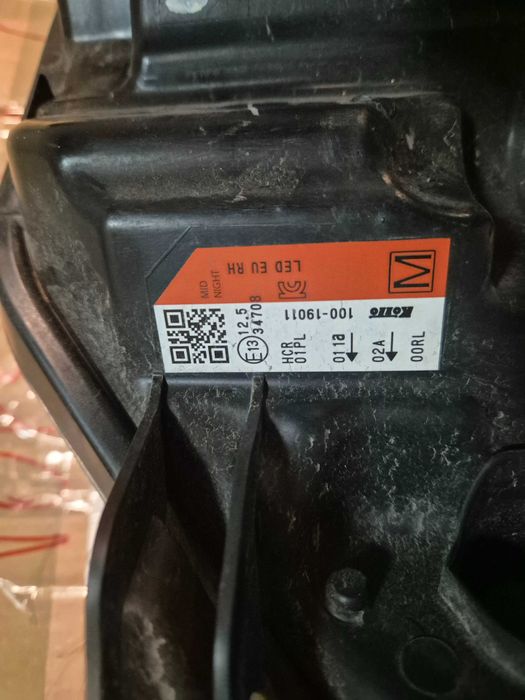 MID
NIGHT
LED EU RH
M
E13
12.5
34708
HCR
01PL
100-19011
011a
02A
00RL
KOITO